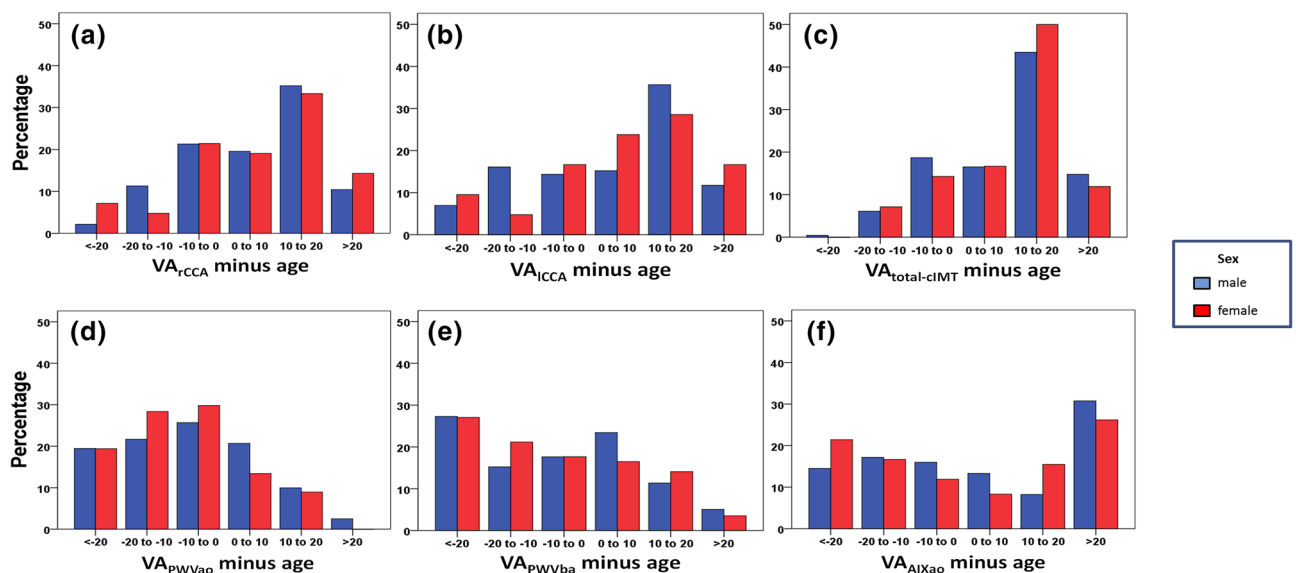 (a)
50
40
30
20
10
0
Percentage
<-20 -20 to -10 -10 to 0 0 to 10 10 to 20 >20
VArCCA minus age
(b)
50
40
30
20
10
0
<-20 -20 to -10 -10 to 0 0 to 10 10 to 20 >20
VAlCCA minus age
(c)
50
40
30
20
10
0
<-20 -20 to -10 -10 to 0 0 to 10 10 to 20 >20
VAtotal-cIMT minus age
Sex
male
female
(d)
50
40
30
20
10
0
Percentage
<-20 -20 to -10 -10 to 0 0 to 10 10 to 20 >20
VAPWVao minus age
(e)
50
40
30
20
10
0
<-20 -20 to -10 -10 to 0 0 to 10 10 to 20 >20
VAPWVba minus age
(f)
50
40
30
20
10
0
<-20 -20 to -10 -10 to 0 0 to 10 10 to 20 >20
VAAIXao minus age